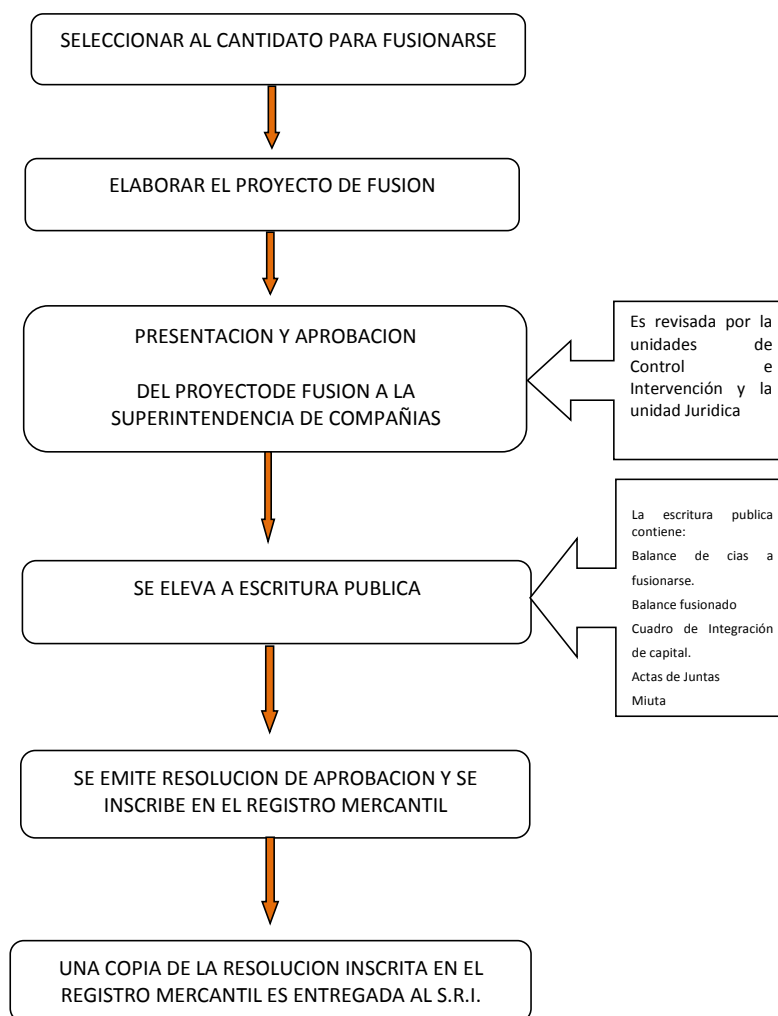 SELECCIONAR AL CANTIDATO PARA FUSIONARSE
ELABORAR EL PROYECTO DE FUSION
PRESENTACION Y APROBACION
DEL PROYECTODE FUSION A LA
SUPERINTENDENCIA DE COMPAÑIAS
Es revisada por la
unidades de
Control e
Intervención y la
unidad Juridica
SE ELEVA A ESCRITURA PUBLICA
La escritura publica
contiene:
Balance de cias a
fusionarse.
Balance fusionado
Cuadro de Integración
de capital.
Actas de Juntas
Miuta
SE EMITE RESOLUCION DE APROBACION Y SE
INSCRIBE EN EL REGISTRO MERCANTIL
UNA COPIA DE LA RESOLUCION INSCRITA EN EL
REGISTRO MERCANTIL ES ENTREGADA AL S.R.I.